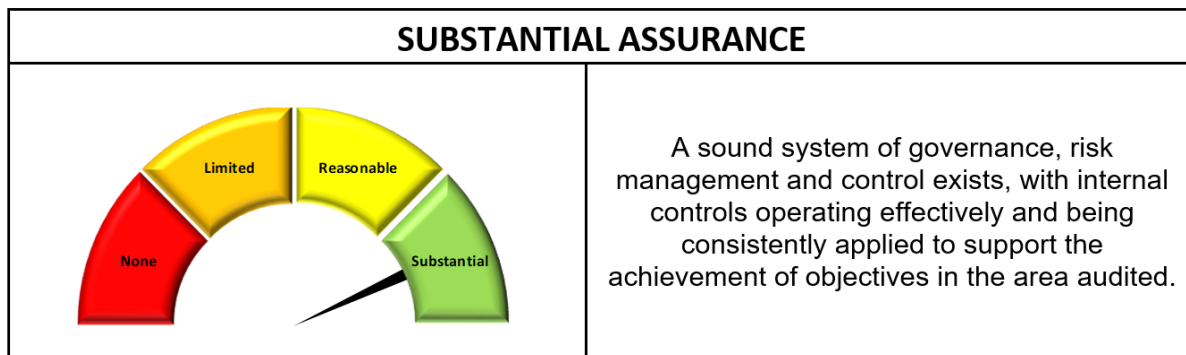 SUBSTANTIAL ASSURANCE
Limited
Reasonable
None
Substantial
A sound system of governance, risk
management and control exists, with internal
controls operating effectively and being
consistently applied to support the
achievement of objectives in the area audited.